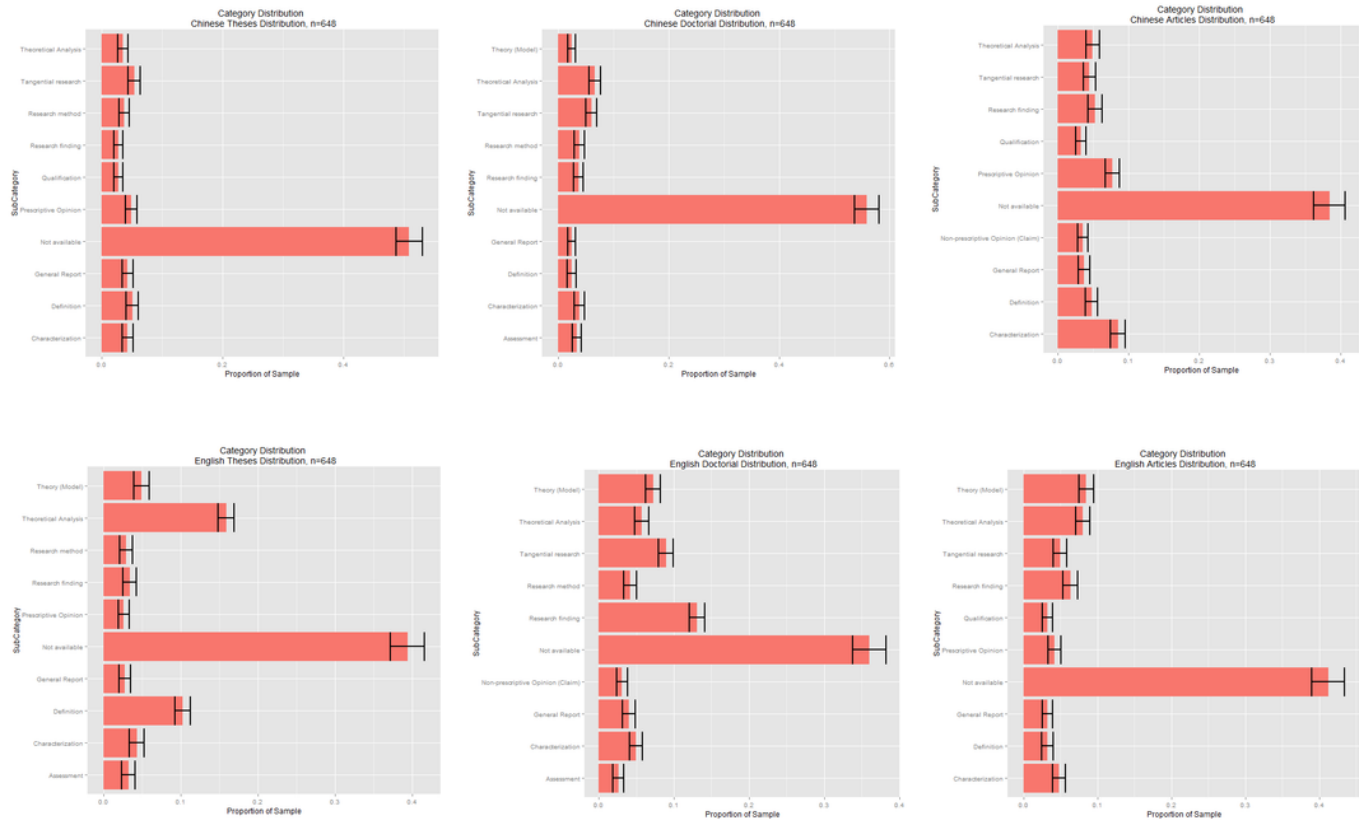 Category Distribution
Chinese Theses Distribution, n=648
SubCategory
Theoretical Analysis
Tangential research
Research method
Research finding
Qualification
Prescriptive Opinion
Not available
General Report
Definition
Characterization
0.0 0.2 0.4
Proportion of Sample
Category Distribution
Chinese Doctorial Distribution, n=648
SubCategory
Theory (Model)
Theoretical Analysis
Tangential research
Research method
Research finding
Not available
General Report
Definition
Characterization
Assessment
0.0 0.2 0.4 0.6
Proportion of Sample
Category Distribution
Chinese Articles Distribution, n=648
SubCategory
Theoretical Analysis
Tangential research
Research finding
Qualification
Prescriptive Opinion
Not available
Non-prescriptive Opinion (Claim)
General Report
Definition
Characterization
0.0 0.1 0.2 0.3 0.4
Proportion of Sample
Category Distribution
English Theses Distribution, n=648
SubCategory
Theory (Model)
Theoretical Analysis
Research method
Research finding
Prescriptive Opinion
Not available
General Report
Definition
Characterization
Assessment
0.0 0.1 0.2 0.3 0.4
Proportion of Sample
Category Distribution
English Doctorial Distribution, n=648
SubCategory
Theory (Model)
Theoretical Analysis
Tangential research
Research method
Research finding
Not available
Non-prescriptive Opinion (Claim)
General Report
Characterization
Assessment
0.0 0.1 0.2 0.3 0.4
Proportion of Sample
Category Distribution
English Articles Distribution, n=648
SubCategory
Theory (Model)
Theoretical Analysis
Tangential research
Research finding
Qualification
Prescriptive Opinion
Not available
General Report
Definition
Characterization
0.0 0.1 0.2 0.3 0.4
Proportion of Sample